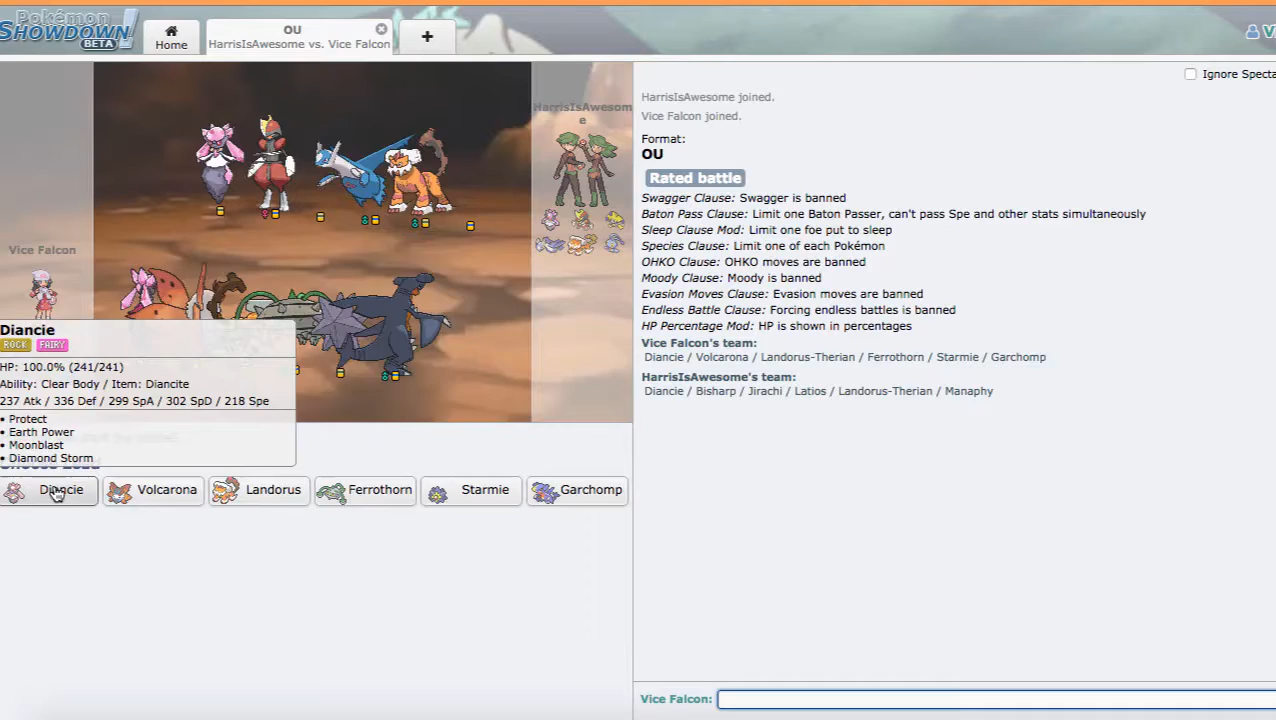 Pokémon
SHOWDOWN!
BETA
Home
OU
HarrisIsAwesome vs. Vice Falcon
+
V
Ignore Specta
HarrisIsAwesom
e
Vice Falcon
Diancie
ROCK FAIRY
HP: 100.0% (241/241)
Ability: Clear Body / Item: Diancite
237 Atk / 336 Def / 299 SpA / 302 SpD / 218 Spe
• Protect
• Earth Power
• Moonblast
• Diamond Storm
Diancie
Volcarona
Landorus
Ferrothorn
Starmie
Garchomp
HarrisIsAwesome joined.
Vice Falcon joined.
Format:
OU
Rated battle
Swagger Clause: Swagger is banned
Baton Pass Clause: Limit one Baton Passer, can't pass Spe and other stats simultaneously
Sleep Clause Mod: Limit one foe put to sleep
Species Clause: Limit one of each Pokémon
OHKO Clause: OHKO moves are banned
Moody Clause: Moody is banned
Evasion Moves Clause: Evasion moves are banned
Endless Battle Clause: Forcing endless battles is banned
HP Percentage Mod: HP is shown in percentages
Vice Falcon's team:
Diancie / Volcarona / Landorus-Therian / Ferrothorn / Starmie / Garchomp
HarrisIsAwesome's team:
Diancie / Bisharp / Jirachi / Latios / Landorus-Therian / Manaphy
Vice Falcon: